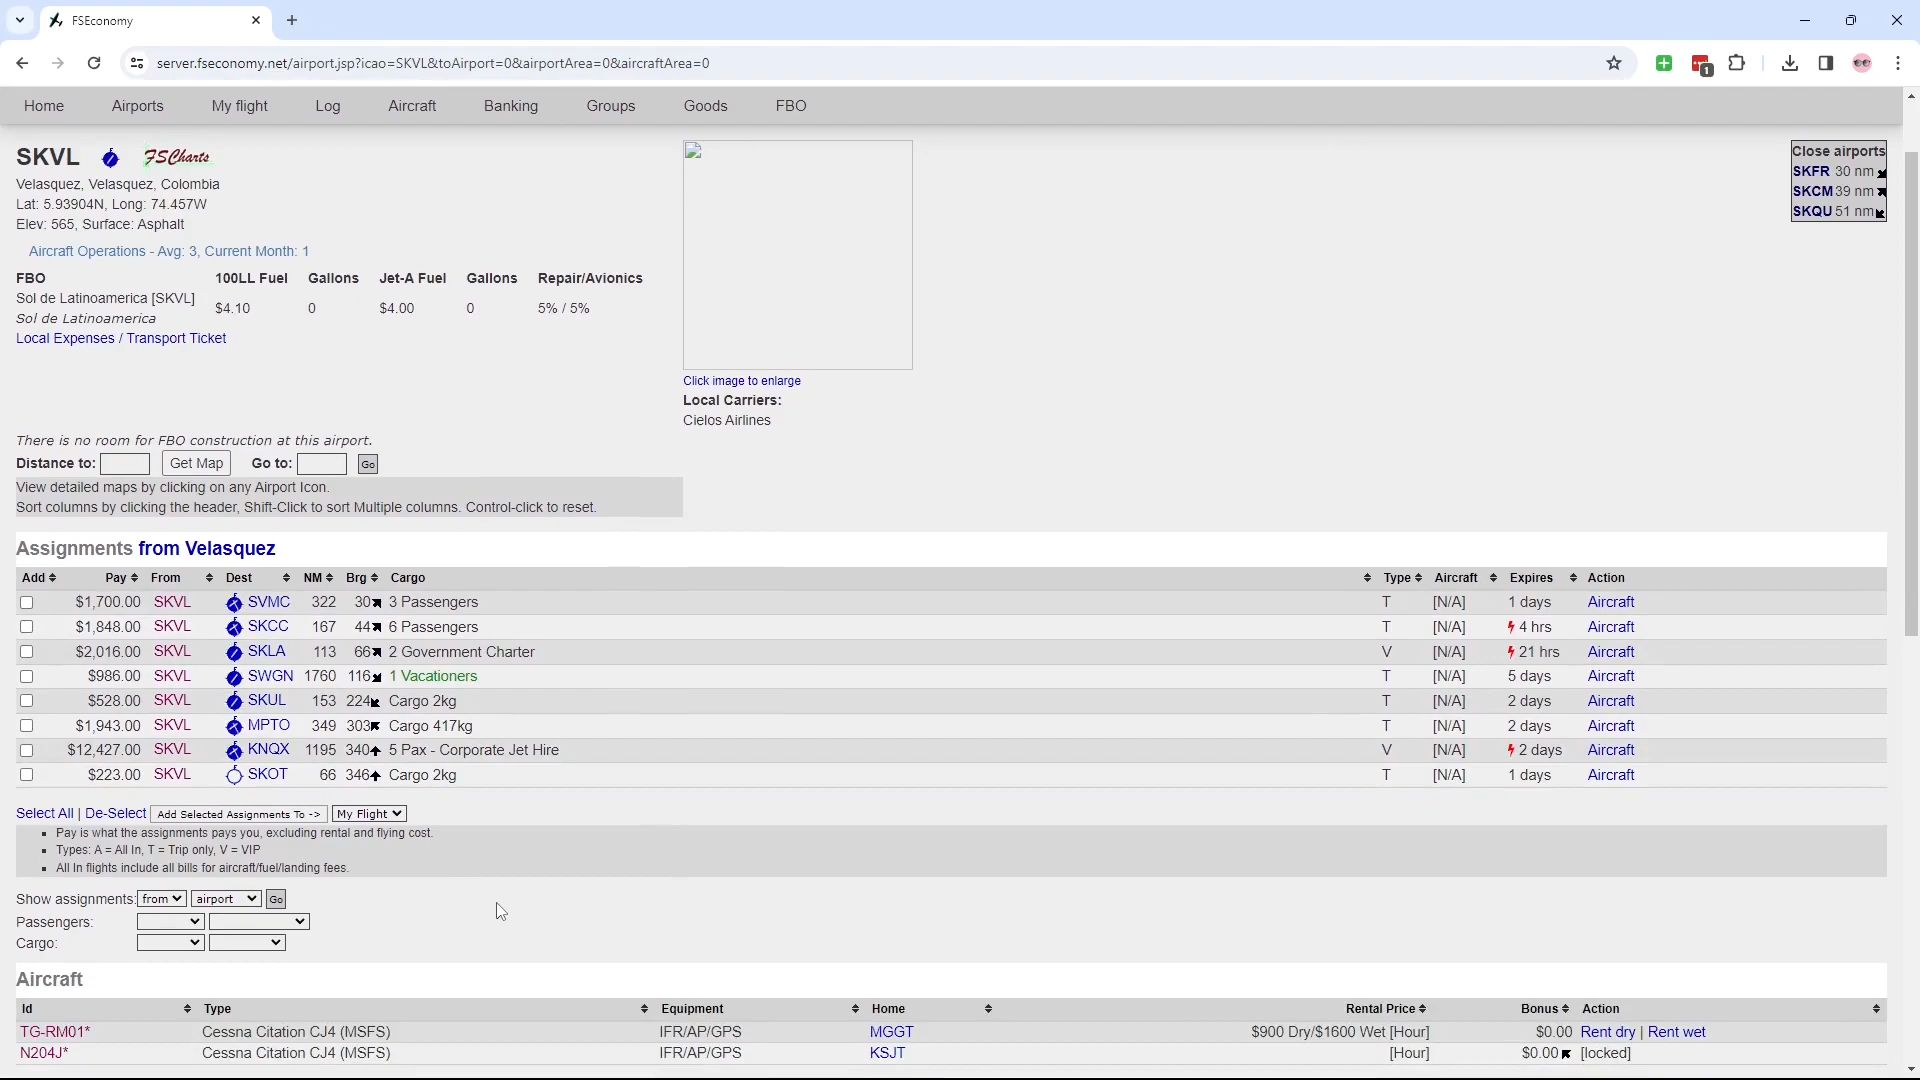 FSEconomy
server.fseconomy.net/airport.jsp?icao=SKVL&toAirport=0&airportArea=0&aircraftArea=0
1
Home Airports My flight Log Aircraft Banking Groups Goods FBO
SKVL FSCharts
Velasquez, Velasquez, Colombia
Lat: 5.93904N, Long: 74.457W
Elev: 565, Surface: Asphalt
Aircraft Operations - Avg: 3, Current Month: 1
FBO 100LL Fuel Gallons Jet-A Fuel Gallons Repair/Avionics
Sol de Latinoamerica [SKVL] $4.10 0 $4.00 0 5% / 5%
Sol de Latinoamerica
Local Expenses / Transport Ticket
Click image to enlarge
Local Carriers:
Cielos Airlines
Close airports
SKFR 30 nm
SKCM 39 nm
SKQU 51 nm
There is no room for FBO construction at this airport.
Distance to: Get Map Go to: Go
View detailed maps by clicking on any Airport Icon.
Sort columns by clicking the header, Shift-Click to sort Multiple columns. Control-click to reset.
Assignments from Velasquez
Add Pay From Dest NM Brg Cargo Type Aircraft Expires Action
$1,700.00 SKVL SVMC 322 30 3 Passengers T [N/A] 1 days Aircraft
$1,848.00 SKVL SKCC 167 44 6 Passengers T [N/A] 4 hrs Aircraft
$2,016.00 SKVL SKLA 113 66 2 Government Charter V [N/A] 21 hrs Aircraft
$986.00 SKVL SWGN 1760 116 1 Vacationers T [N/A] 5 days Aircraft
$528.00 SKVL SKUL 153 224 Cargo 2kg T [N/A] 2 days Aircraft
$1,943.00 SKVL MPTO 349 303 Cargo 417kg T [N/A] 2 days Aircraft
$12,427.00 SKVL KNQX 1195 340 5 Pax - Corporate Jet Hire V [N/A] 2 days Aircraft
$223.00 SKVL SKOT 66 346 Cargo 2kg T [N/A] 1 days Aircraft
Select All | De-Select Add Selected Assignments To -> My Flight
Pay is what the assignments pays you, excluding rental and flying cost.
Types: A = All In, T = Trip only, V = VIP
All In flights include all bills for aircraft/fuel/landing fees.
Show assignments: from airport Go
Passengers:
Cargo:
Aircraft
Id Type Equipment Home Rental Price Bonus Action
TG-RM01* Cessna Citation CJ4 (MSFS) IFR/AP/GPS MGGT $900 Dry/$1600 Wet [Hour] $0.00 Rent dry | Rent wet
N204J* Cessna Citation CJ4 (MSFS) IFR/AP/GPS KSJT [Hour] $0.00 [locked]